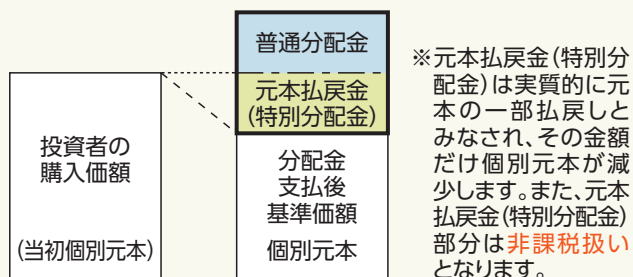 普通分配金
元本払戻金
(特別分配金)
投資者の
購入価額
(当初個別元本)
分配金
支払後
基準価額
個別元本
※元本払戻金(特別分
配金)は実質的に元
本の一部払戻しと
みなされ、その金額
だけ個別元本が減
少します。また、元本
払戻金(特別分配金)
部分は非課税扱い
となります。